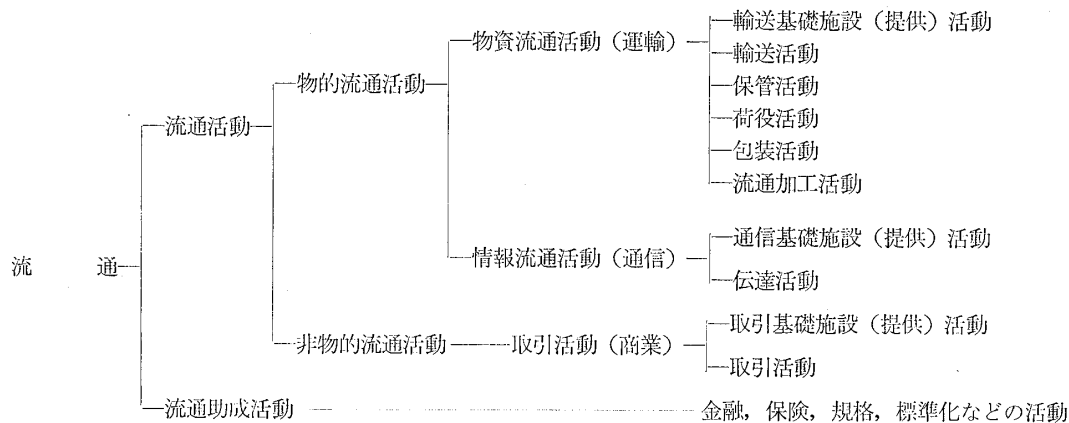 輸送基礎施設（提供）活動
物資流通活動（運輸）
輸送活動
物的流通活動
保管活動
流通活動
荷役活動
包装活動
流通加工活動
通信基礎施設（提供）活動
流　　通
情報流通活動（通信）
伝達活動
取引基礎施設（提供）活動
非物的流通活動
取引活動（商業）
取引活動
流通助成活動
金融，保険，規格，標準化などの活動